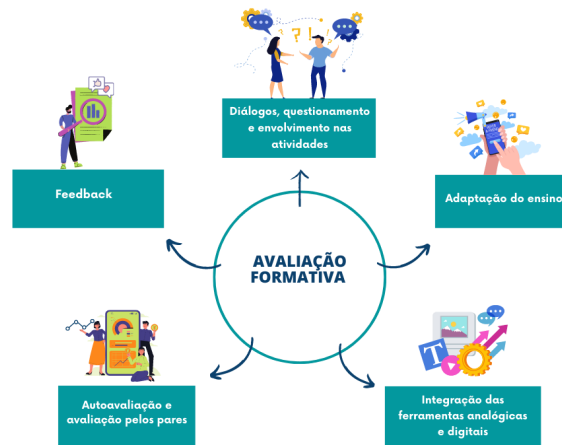 Diálogos, questionamento
e envolvimento nas
atividades
Feedback
Adaptação do ensino
AVALIAÇÃO
FORMATIVA
Autoavaliação e
avaliação pelos pares
Integração das
ferramentas analógicas
e digitais